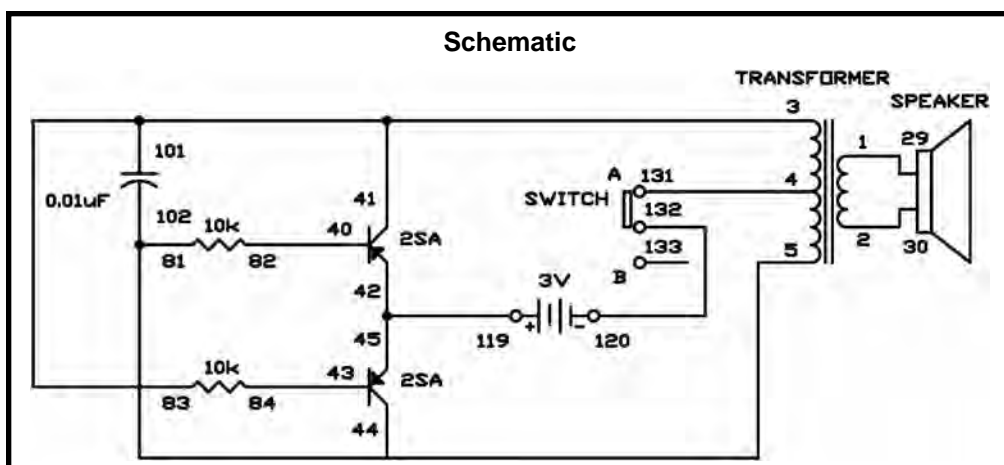 Schematic
TRANSFORMER
3
SPEAKER
101
A
131
1
29
0.01uF
41
SWITCH
4
102
10k
40
132
2SA
133
5
2
30
81
82
B
42
3V
45
+
-
119
120
10k
43
2SA
83
84
44